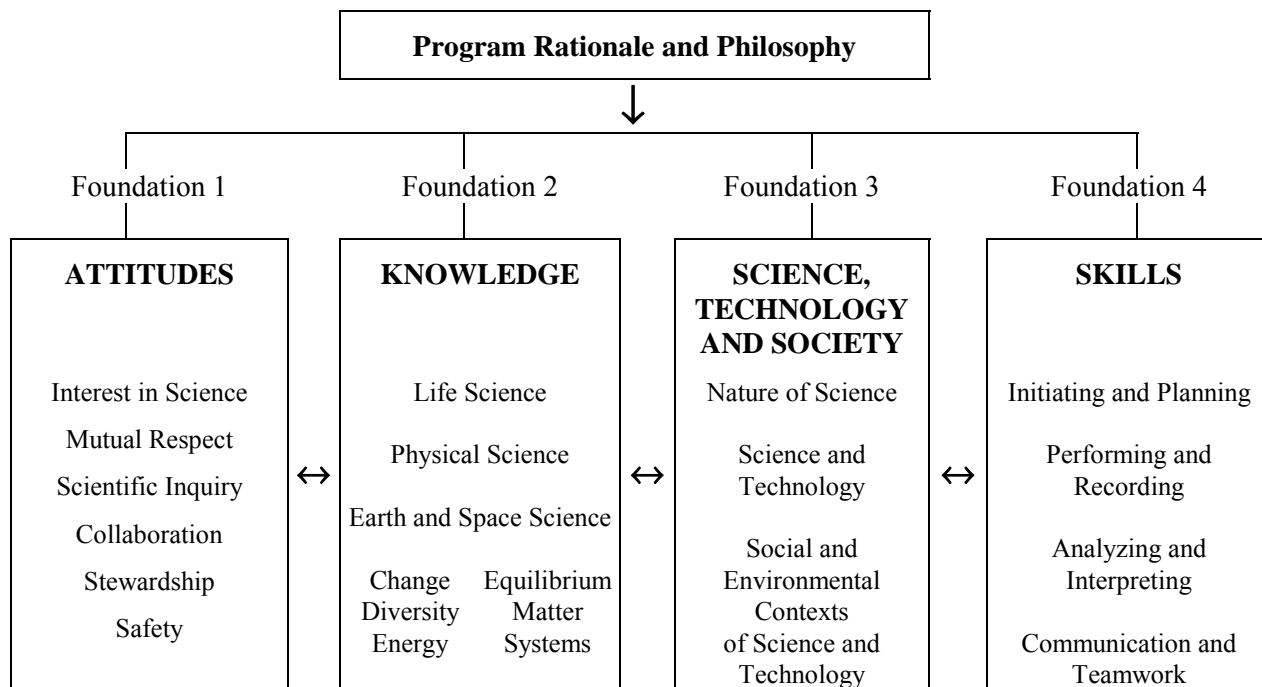 Program Rationale and Philosophy
↓
Foundation 1
Foundation 2
Foundation 3
Foundation 4
ATTITUDES
Interest in Science
Mutual Respect
Scientific Inquiry
Collaboration
Stewardship
Safety
↔
KNOWLEDGE
Life Science
Physical Science
Earth and Space Science
Change Equilibrium
Diversity Matter
Energy Systems
↔
SCIENCE,
TECHNOLOGY
AND SOCIETY
Nature of Science
Science and
Technology
Social and
Environmental
Contexts
of Science and
Technology
↔
SKILLS
Initiating and Planning
Performing and
Recording
Analyzing and
Interpreting
Communication and
Teamwork